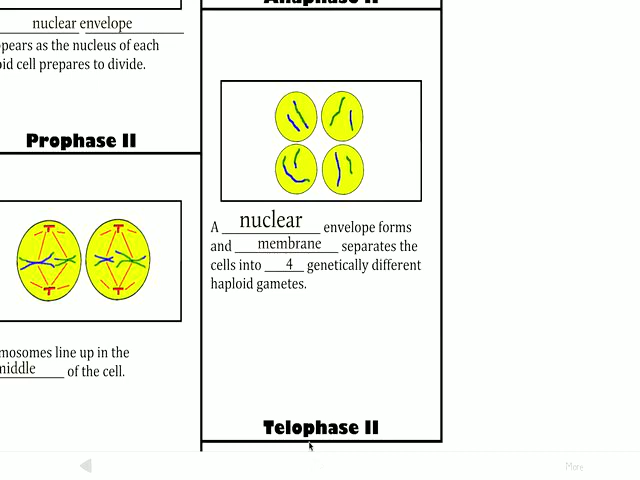 nuclear envelope
pears as the nucleus of each
oid cell prepares to divide.
Prophase II
Anaphase II
A nuclear envelope forms
and membrane separates the
cells into 4 genetically different
haploid gametes.
mosomes line up in the
middle of the cell.
Telophase II
More